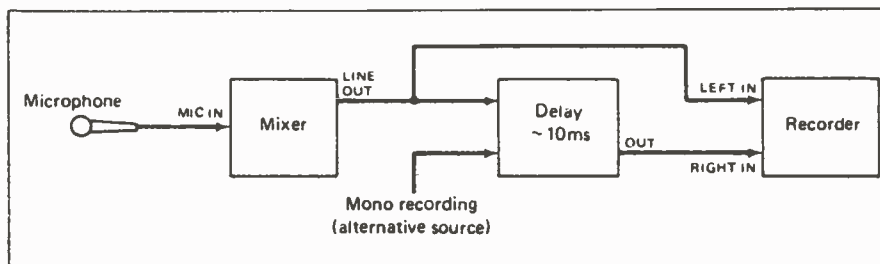 Microphone
MIC IN
Mixer
LINE
OUT
Mono recording
(alternative source)
Delay
~ 10ms
OUT
LEFT IN
RIGHT IN
Recorder